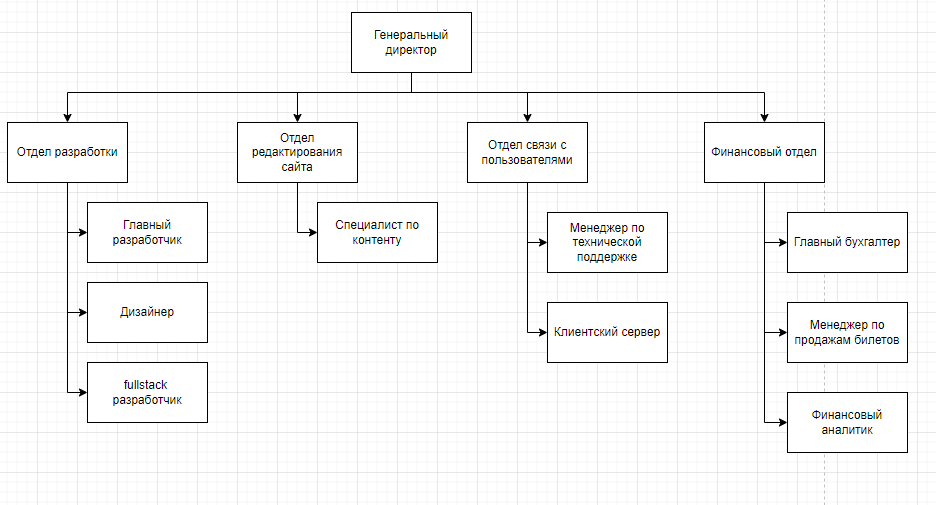 Генеральный
директор
Отдел разработки
Отдел
редактирования
сайта
Отдел связи с
пользователями
Финансовый отдел
Главный
разработчик
Дизайнер
fullstack
разработчик
Специалист по
контенту
Менеджер по
технической
поддержке
Клиентский сервер
Главный бухгалтер
Менеджер по
продажам билетов
Финансовый
аналитик